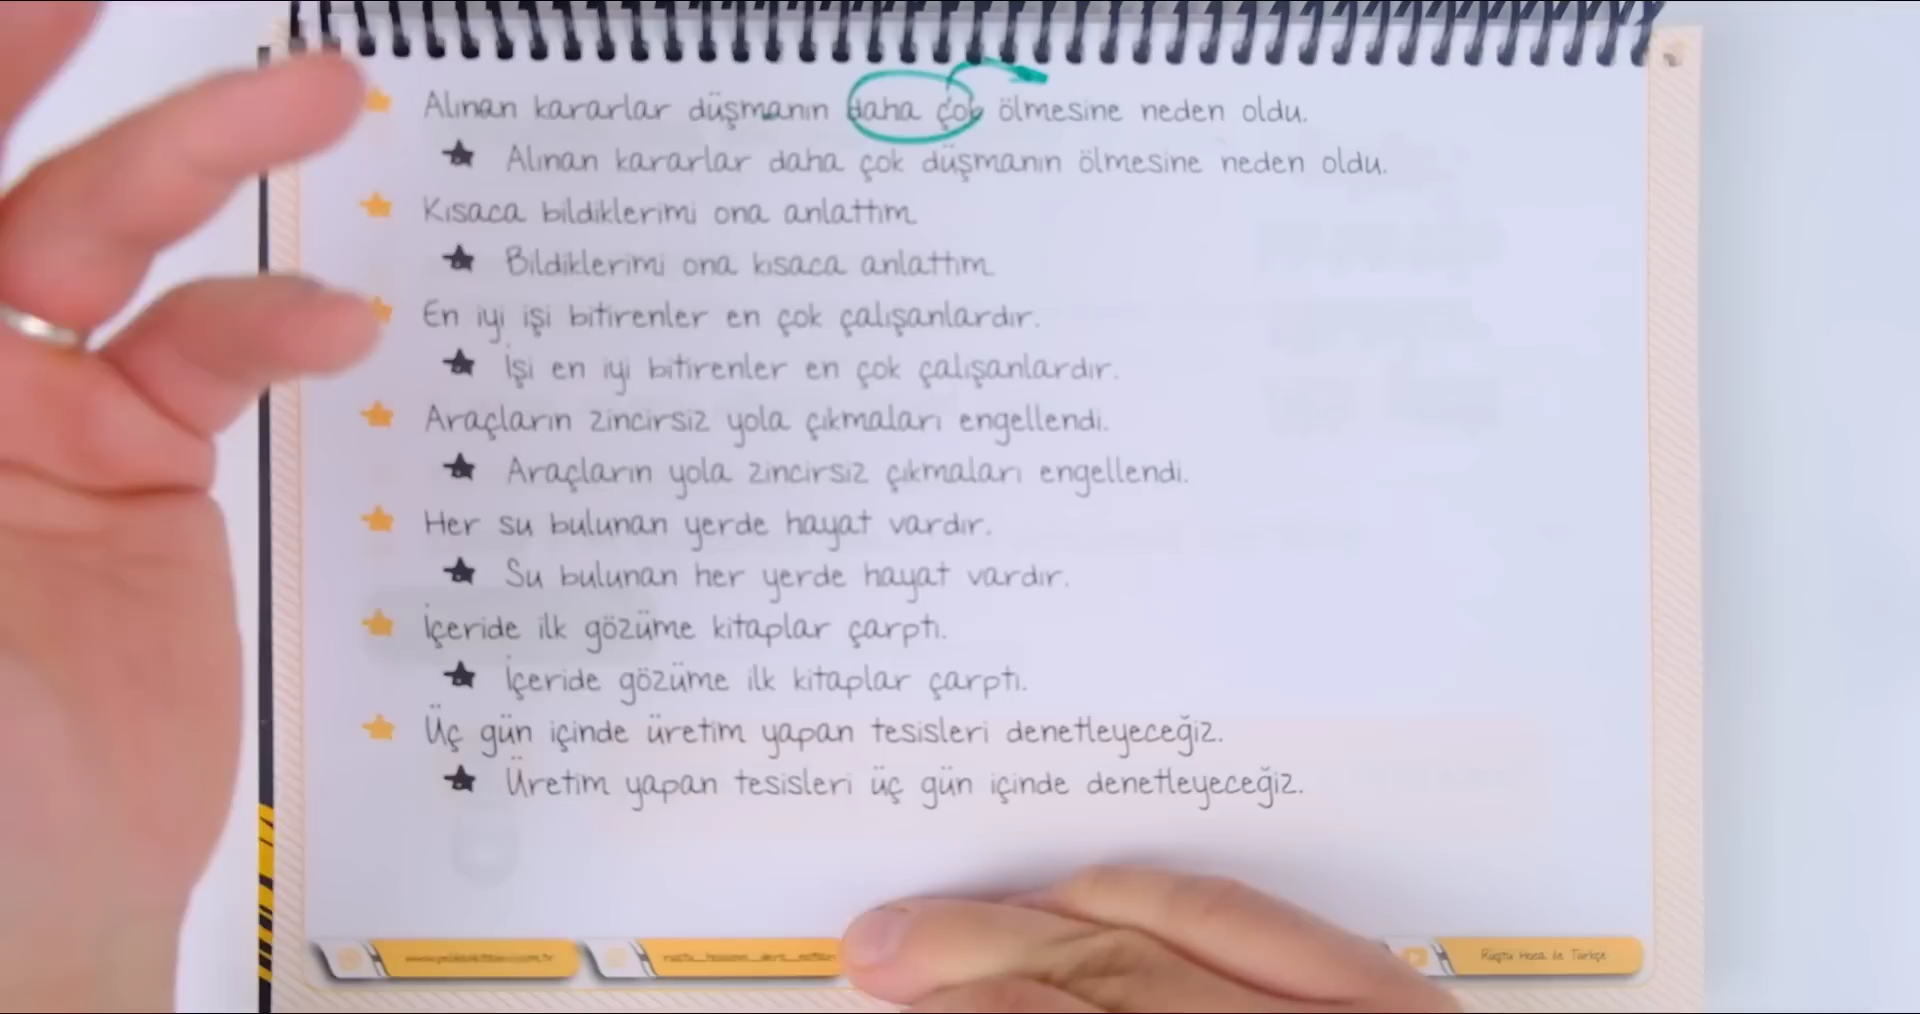 Alınan kararlar düşmanın daha çok ölmesine neden oldu.
Alınan kararlar daha çok düşmanın ölmesine neden oldu.
Kısaca bildiklerimi ona anlattım
Bildiklerimi ona kısaca anlattım
En iyi işi bitirenler en çok çalışanlardır.
İşi en iyi bitirenler en çok çalışanlardır.
Araçların zincirsiz yola çıkmaları engellendi.
Araçların yola zincirsiz çıkmaları engellendi.
Her su bulunan yerde hayat vardır.
Su bulunan her yerde hayat vardır.
İçeride ilk gözüme kitaplar çarptı.
İçeride gözüme ilk kitaplar çarptı.
Üç gün içinde üretim yapan tesisleri denetleyeceğiz.
Üretim yapan tesisleri üç gün içinde denetleyeceğiz.
Rüştü Hoca ile Türkçe